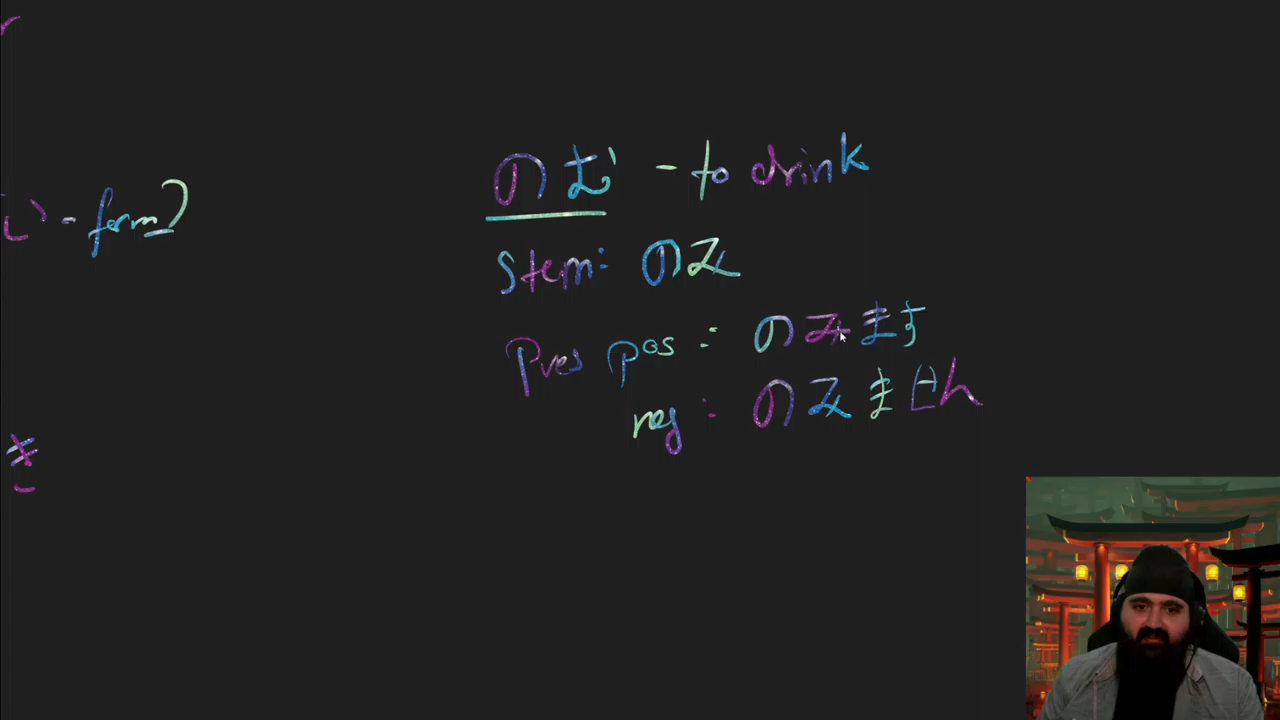 のむ - to drink
い - form)
Stem: のみ
Pres pos : のみます
neg : のみません
き